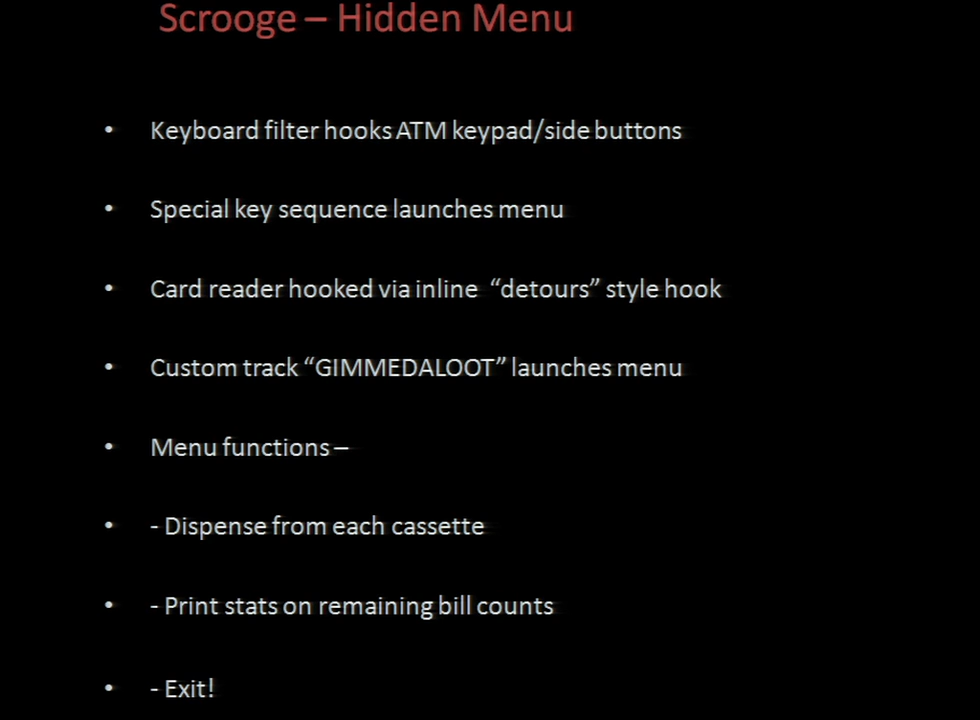 Scrooge – Hidden Menu
• Keyboard filter hooks ATM keypad/side buttons
• Special key sequence launches menu
• Card reader hooked via inline “detours” style hook
• Custom track “GIMMEDALOOT” launches menu
• Menu functions –
• - Dispense from each cassette
• - Print stats on remaining bill counts
• - Exit!